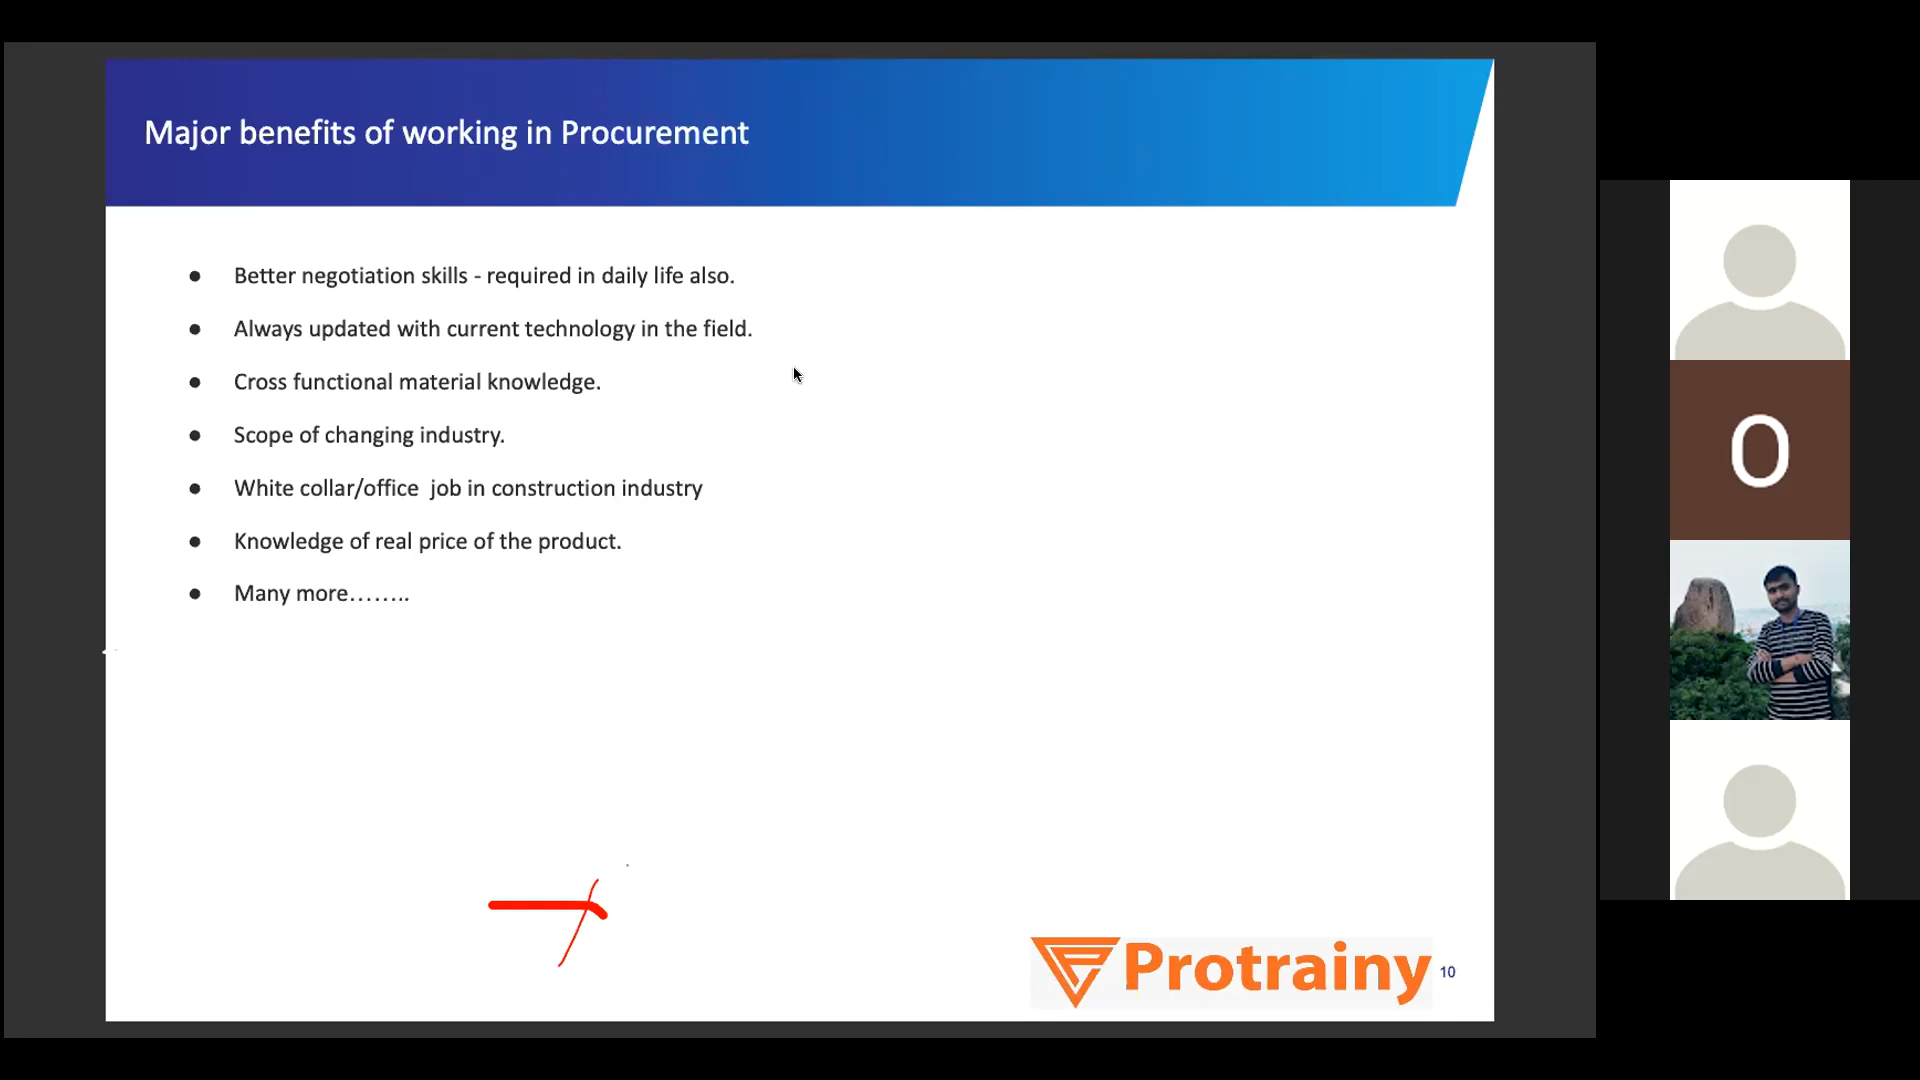 Major benefits of working in Procurement
● Better negotiation skills - required in daily life also.
● Always updated with current technology in the field.
● Cross functional material knowledge.
● Scope of changing industry.
● White collar/office  job in construction industry
● Knowledge of real price of the product.
● Many more……..
Protrainy
10
O